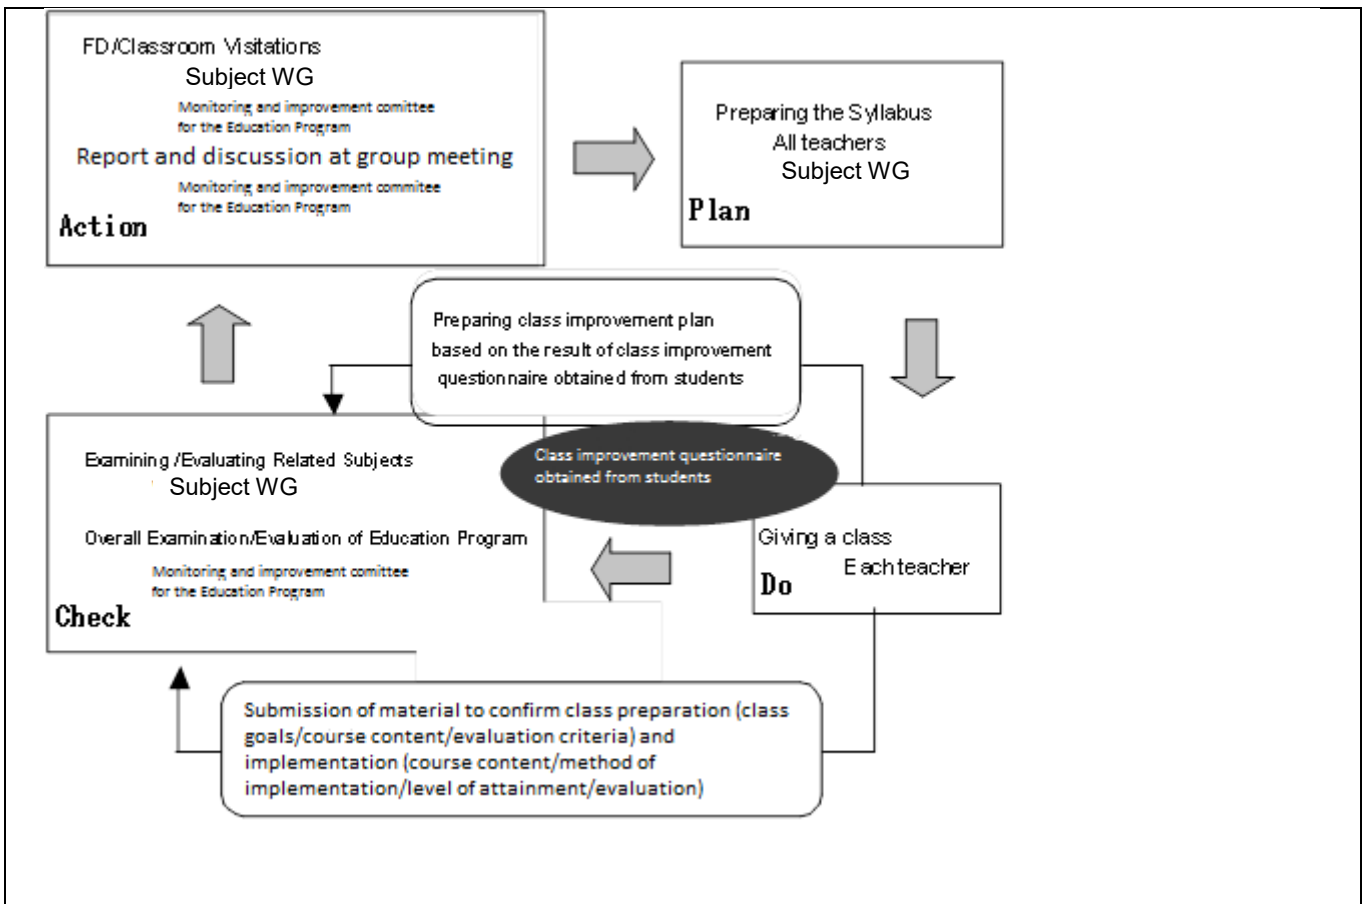 FD/Classroom Visitations
Subject WG
Monitoring and improvement comittee
for the Education Program
Report and discussion at group meeting
Monitoring and improvement commitee
for the Education Program
Action
Preparing the Syllabus
All teachers
Subject WG
Plan
Preparing class improvement plan
based on the result of class improvement
questionnaire obtained from students
Class improvement questionnaire
obtained from students
Examining/Evaluating Related Subjects
Subject WG
Overall Examination/Evaluation of Education Program
Monitoring and improvement comittee
for the Education Program
Check
Giving a class
Each teacher
Do
Submission of material to confirm class preparation (class
goals/course content/evaluation criteria) and
implementation (course content/method of
implementation/level of attainment/evaluation)